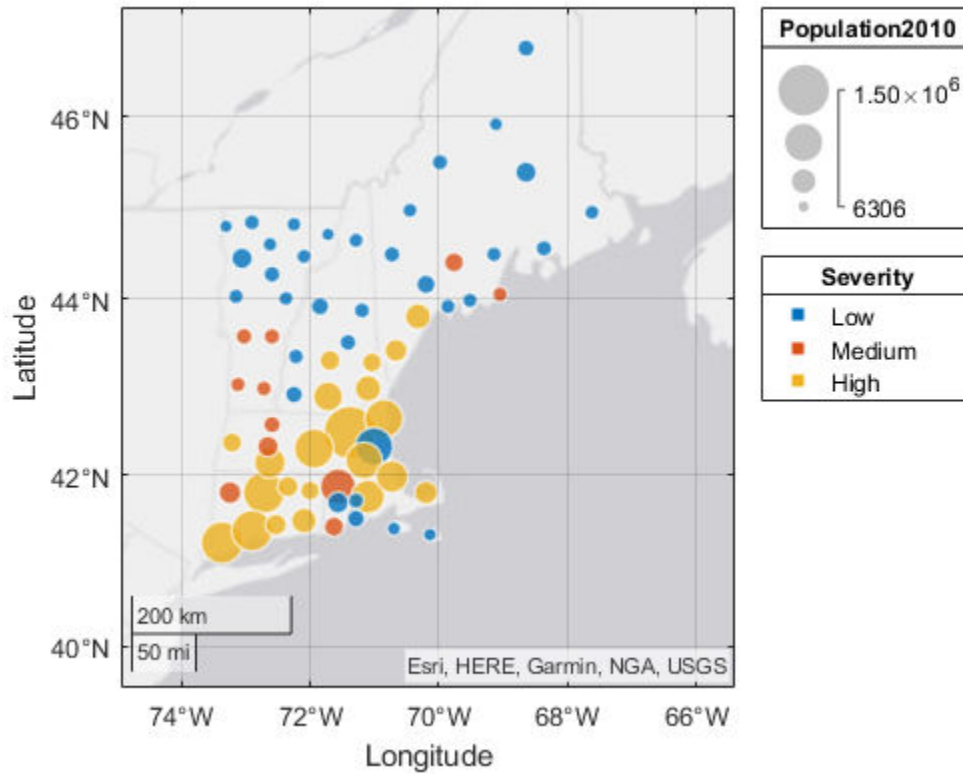 Population2010
1.50×10⁶
6306
Severity
Low
Medium
High
Latitude
46°N
44°N
42°N
40°N
200 km
50 mi
Esri, HERE, Garmin, NGA, USGS
74°W 72°W 70°W 68°W 66°W
Longitude